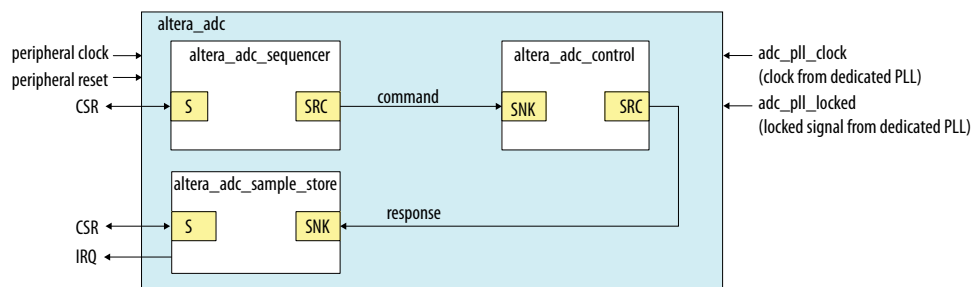 altera_adc
peripheral clock
peripheral reset
CSR
altera_adc_sequencer
S
SRC
command
altera_adc_control
SNK
SRC
adc_pll_clock
(clock from dedicated PLL)
adc_pll_locked
(locked signal from dedicated PLL)
altera_adc_sample_store
CSR
S
SNK
response
IRQ